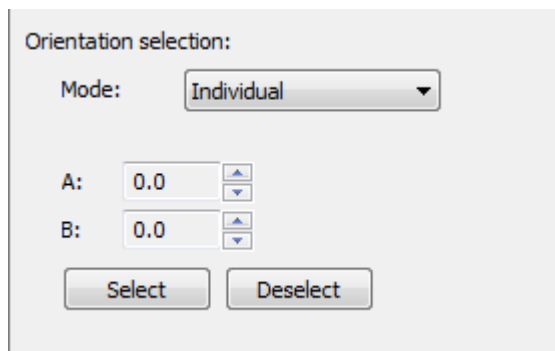 Orientation selection:
Mode: Individual
A: 0.0
B: 0.0
Select Deselect